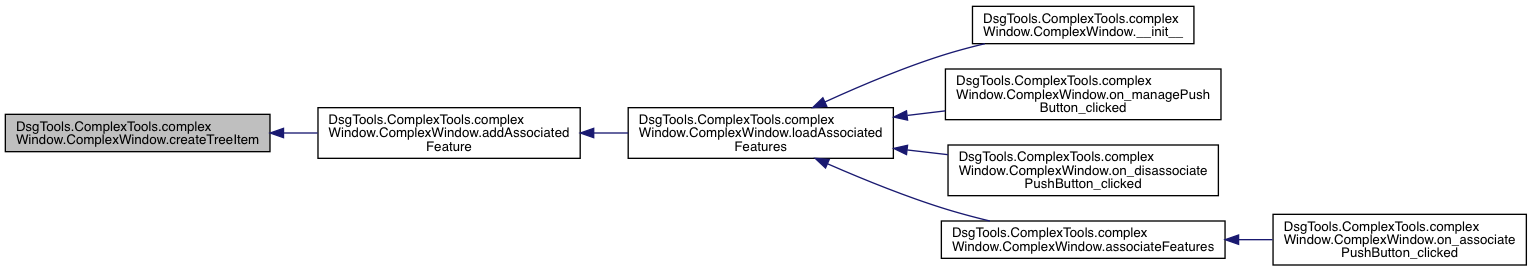 DsgTools.ComplexTools.complex
Window.ComplexWindow.createTreeItem
DsgTools.ComplexTools.complex
Window.ComplexWindow.addAssociated
Feature
DsgTools.ComplexTools.complex
Window.ComplexWindow.loadAssociated
Features
DsgTools.ComplexTools.complex
Window.ComplexWindow.__init__
DsgTools.ComplexTools.complex
Window.ComplexWindow.on_managePush
Button_clicked
DsgTools.ComplexTools.complex
Window.ComplexWindow.on_disassociate
PushButton_clicked
DsgTools.ComplexTools.complex
Window.ComplexWindow.associateFeatures
DsgTools.ComplexTools.complex
Window.ComplexWindow.on_associate
PushButton_clicked